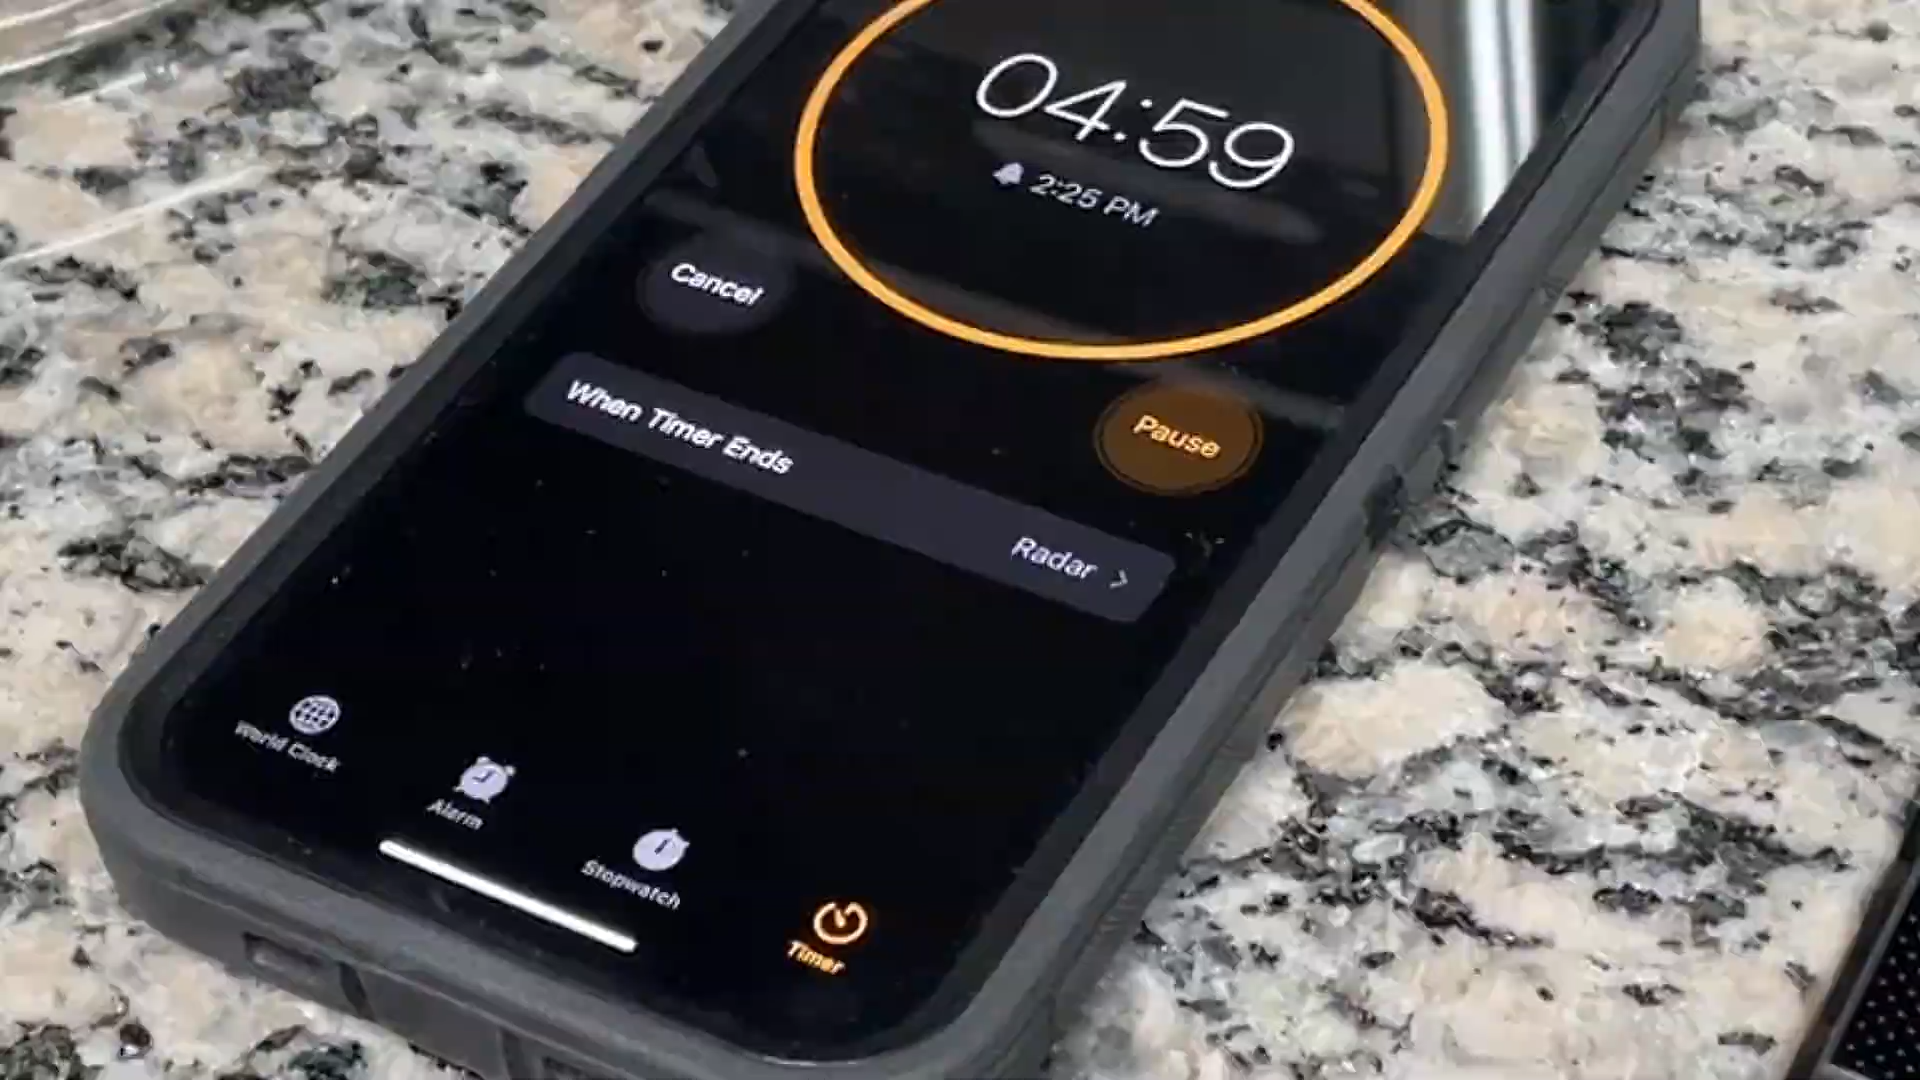 04:59
2:25 PM
Cancel
Pause
When Timer Ends
Radar >
World Clock
Alarm
Stopwatch
Timer